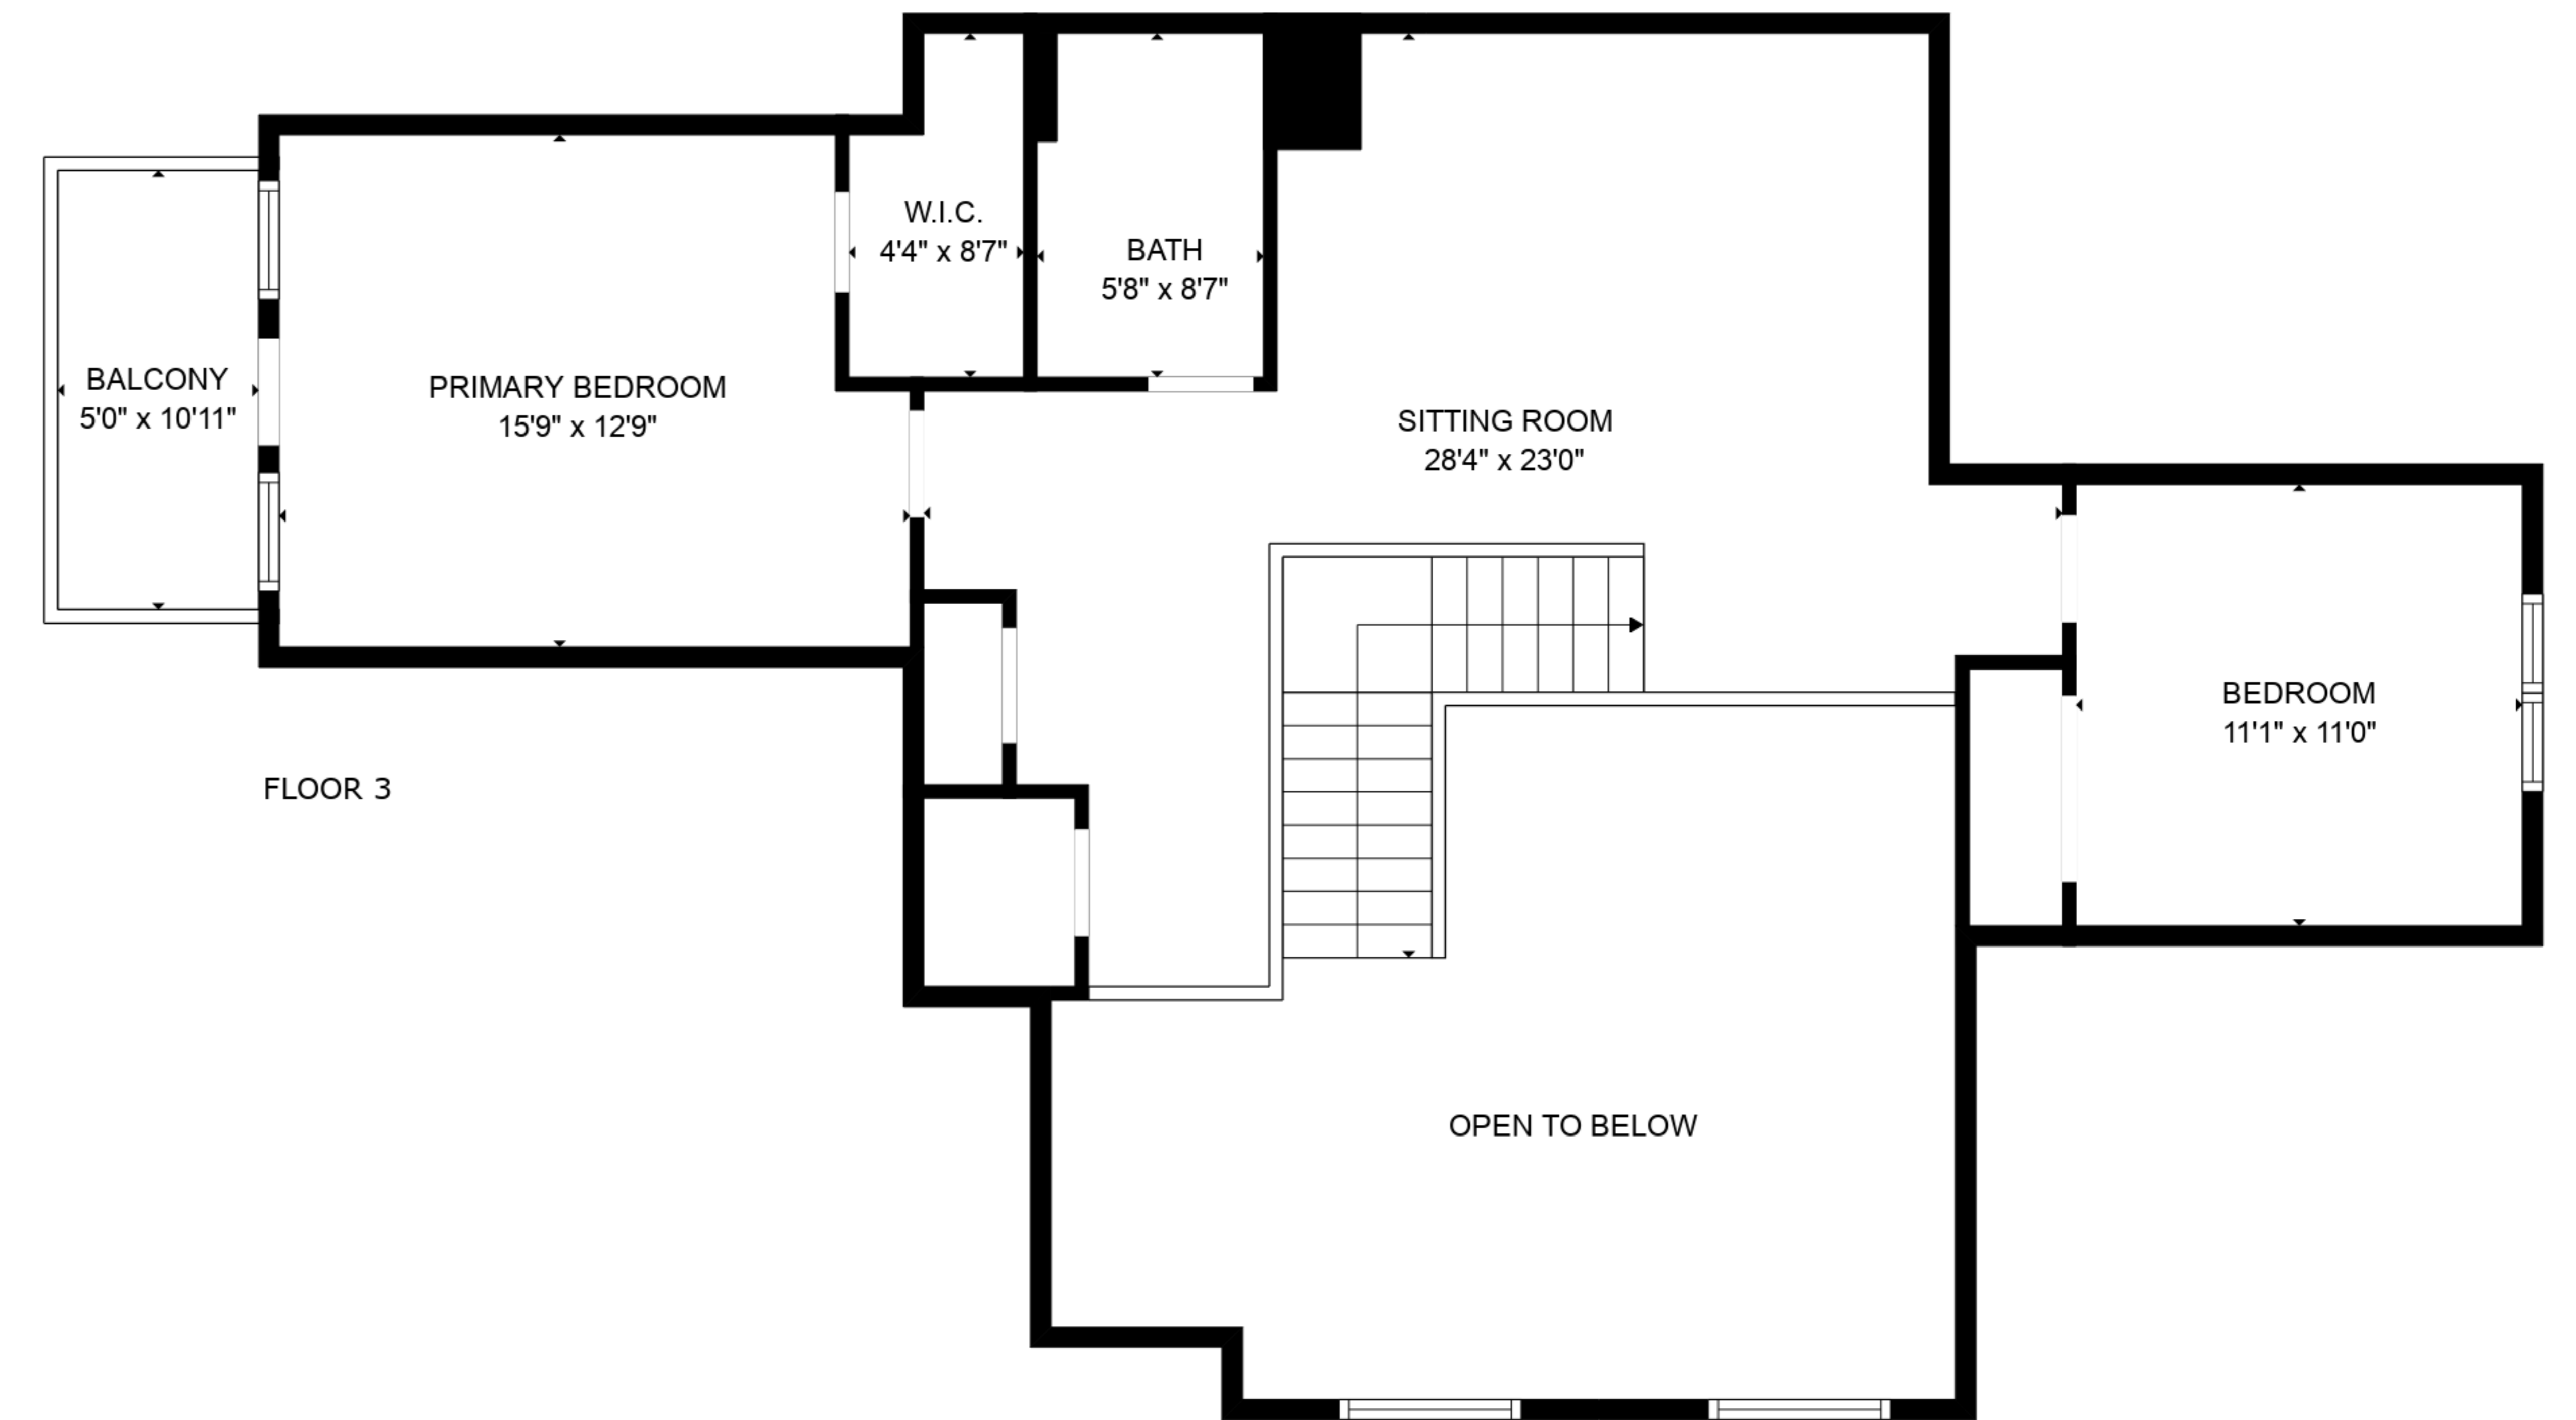 W.I.C.
4'4" x 8'7"
BATH
5'8" x 8'7"
BALCONY
5'0" x 10'11"
PRIMARY BEDROOM
15'9" x 12'9"
SITTING ROOM
28'4" x 23'0"
BEDROOM
11'1" x 11'0"
FLOOR 3
OPEN TO BELOW